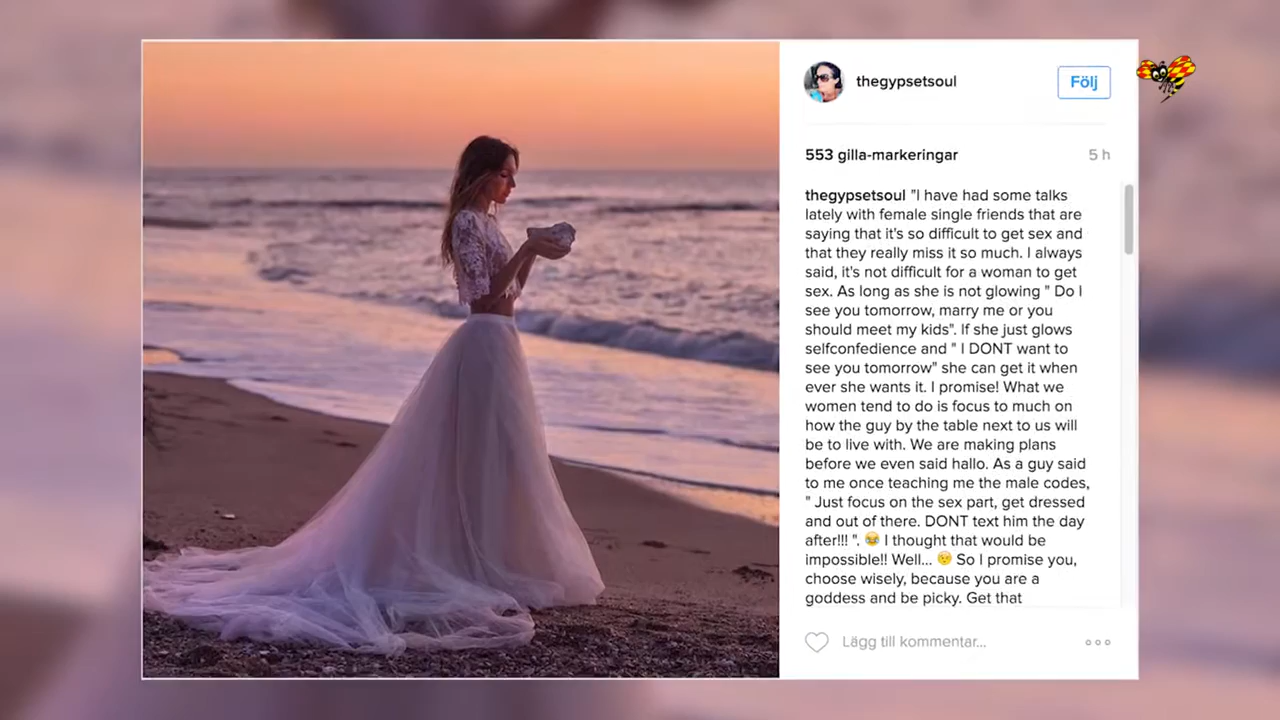 thegypsetsoul
Följ
553 gilla-markeringar 5 h
thegypsetsoul "I have had some talks
lately with female single friends that are
saying that it's so difficult to get sex and
that they really miss it so much. I always
said, it's not difficult for a woman to get
sex. As long as she is not glowing " Do I
see you tomorrow, marry me or you
should meet my kids". If she just glows
selfconfedience and " I DONT want to
see you tomorrow" she can get it when
ever she wants it. I promise! What we
women tend to do is focus to much on
how the guy by the table next to us will
be to live with. We are making plans
before we even said hallo. As a guy said
to me once teaching me the male codes,
" Just focus on the sex part, get dressed
and out of there. DONT text him the day
after!!! ". 😂 I thought that would be
impossible!! Well... 😉 So I promise you,
choose wisely, because you are a
goddess and be picky. Get that
Lägg till kommentar...